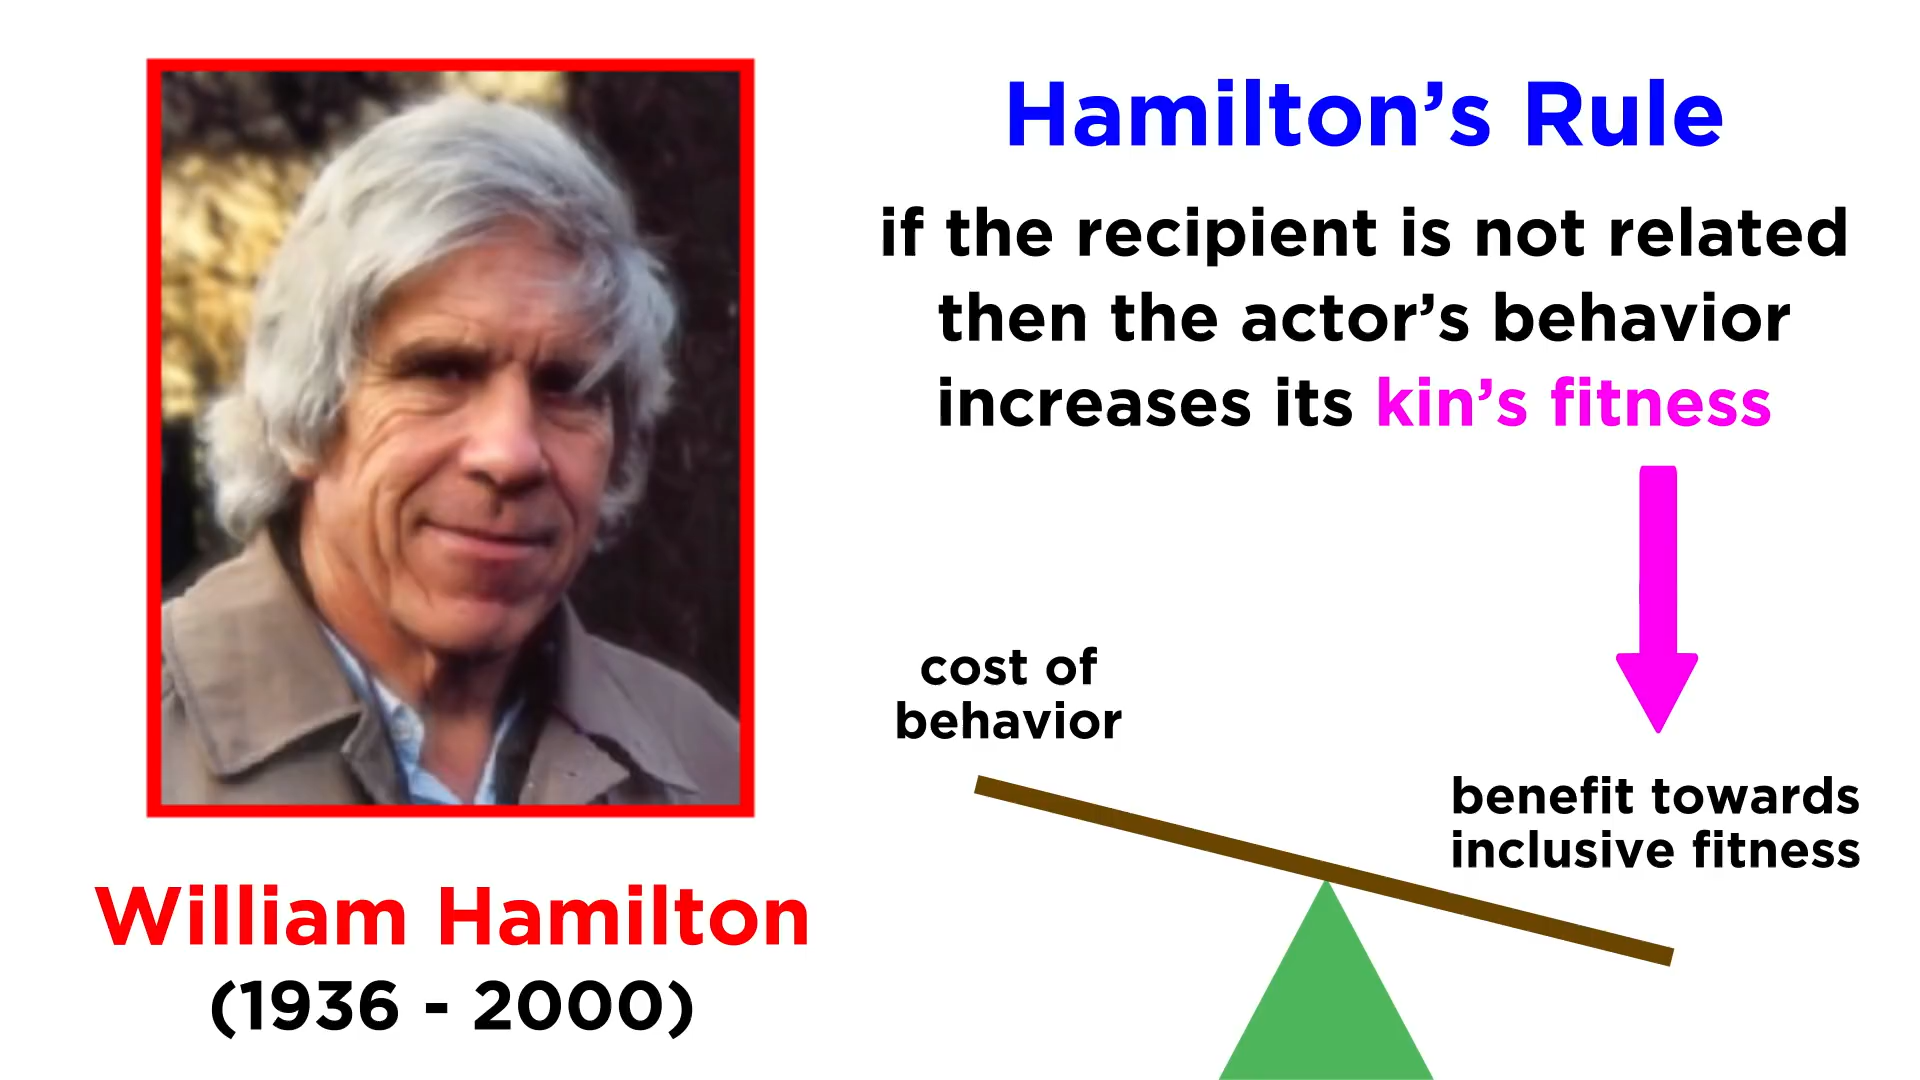 Hamilton’s Rule
if the recipient is not related
then the actor’s behavior
increases its kin’s fitness
cost of
behavior
benefit towards
inclusive fitness
William Hamilton
(1936 - 2000)